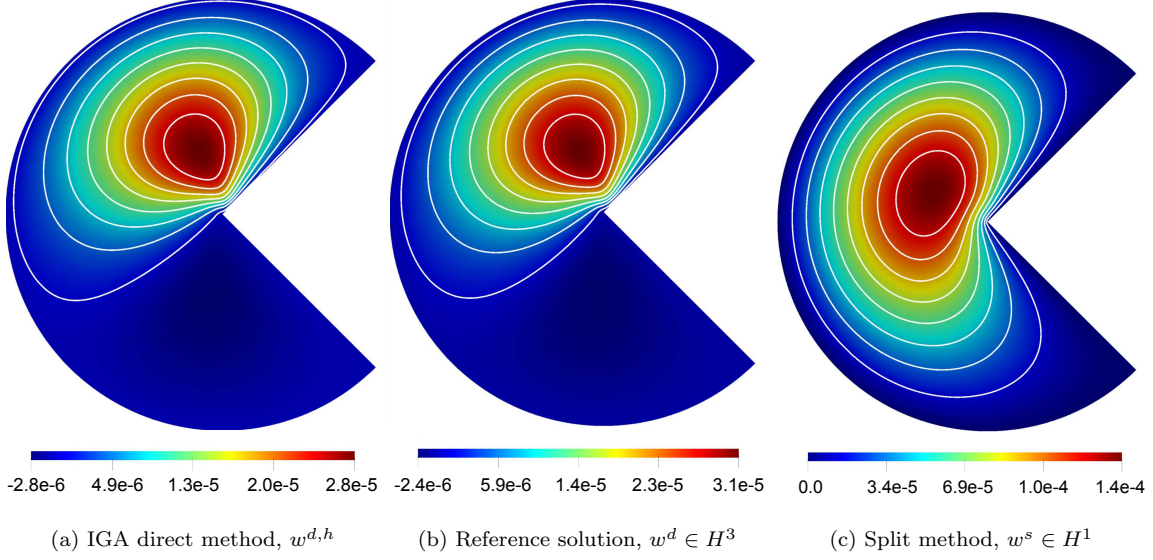 -2.8e-6 4.9e-6 1.3e-5 2.0e-5 2.8e-5
-2.4e-6 5.9e-6 1.4e-5 2.3e-5 3.1e-5
0.0 3.4e-5 6.9e-5 1.0e-4 1.4e-4
(a) IGA direct method, $w^{d,h}$
(b) Reference solution, $w^d \in H^3$
(c) Split method, $w^s \in H^1$